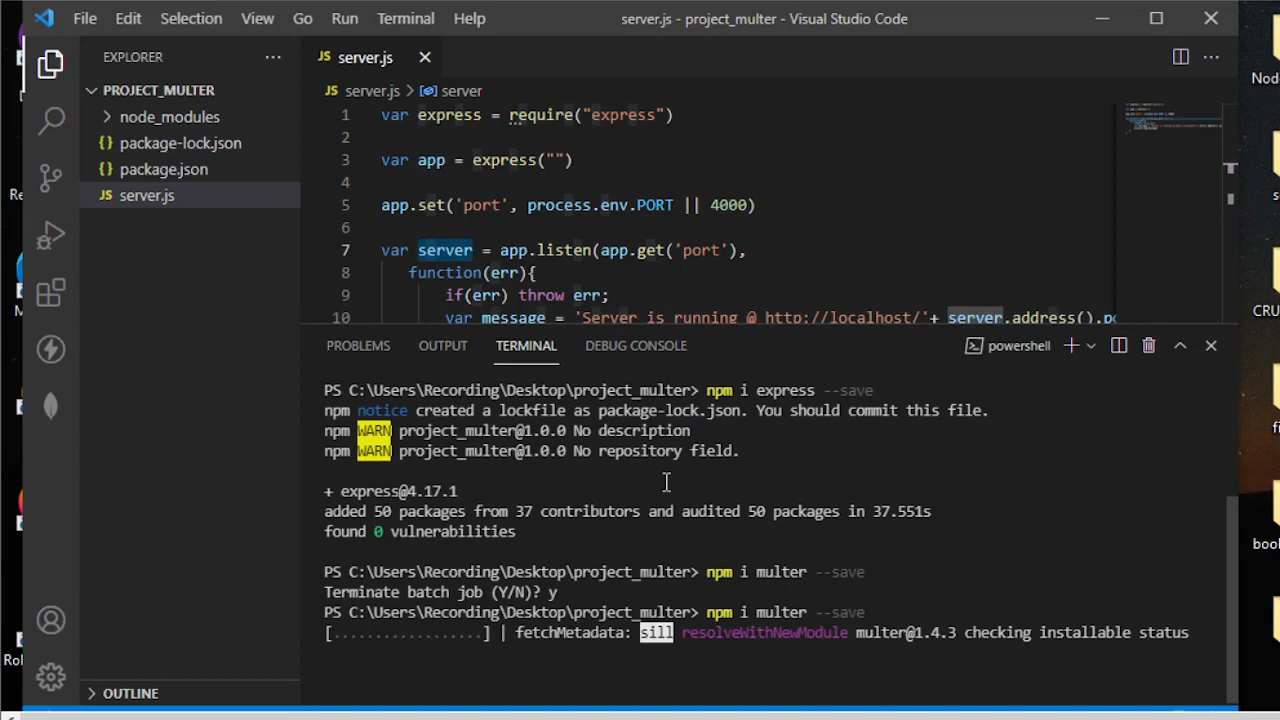 File Edit Selection View Go Run Terminal Help server.js - project_multer - Visual Studio Code
EXPLORER
JS server.js
PROJECT_MULTER
node_modules
{} package-lock.json
{} package.json
JS server.js
OUTLINE
JS server.js > server
1 var express = require("express")
2
3 var app = express("")
4
5 app.set('port', process.env.PORT || 4000)
6
7 var server = app.listen(app.get('port'),
8 function(err){
9 if(err) throw err;
10 var message = 'Server is running @ http://localhost/'+ server.address().po
PROBLEMS OUTPUT TERMINAL DEBUG CONSOLE powershell
PS C:\Users\Recording\Desktop\project_multer> npm i express --save
npm notice created a lockfile as package-lock.json. You should commit this file.
npm WARN project_multer@1.0.0 No description
npm WARN project_multer@1.0.0 No repository field.
+ express@4.17.1
added 50 packages from 37 contributors and audited 50 packages in 37.551s
found 0 vulnerabilities
PS C:\Users\Recording\Desktop\project_multer> npm i multer --save
Terminate batch job (Y/N)? y
PS C:\Users\Recording\Desktop\project_multer> npm i multer --save
[..................] | fetchMetadata: sill resolveWithNewModule multer@1.4.3 checking installable status
Node
CRU
boo
Re
Ro